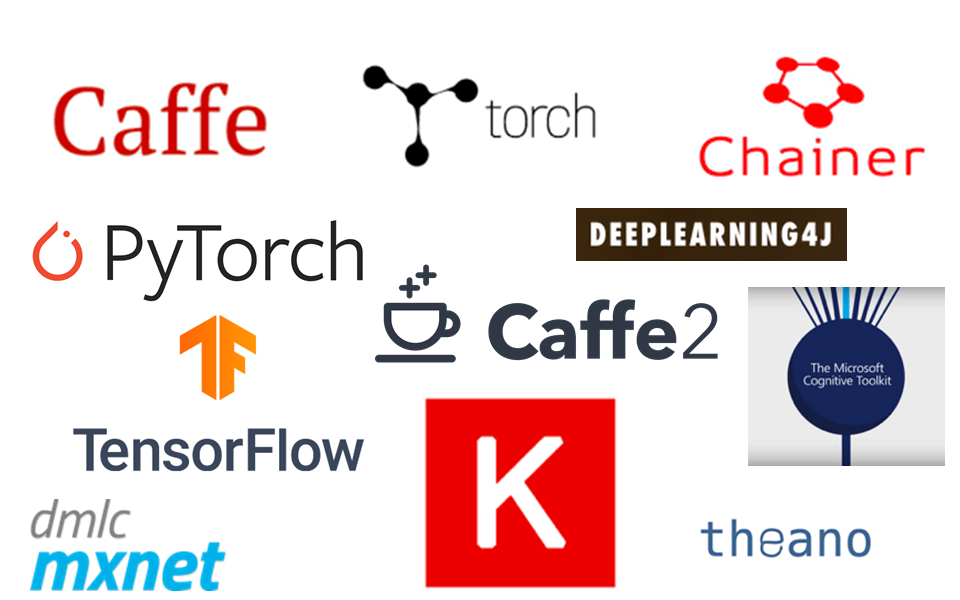 Caffe
torch
Chainer
PyTorch
DEEPLEARNING4J
Caffe2
The Microsoft
Cognitive Toolkit
TensorFlow
K
dmlc
mxnet
theano